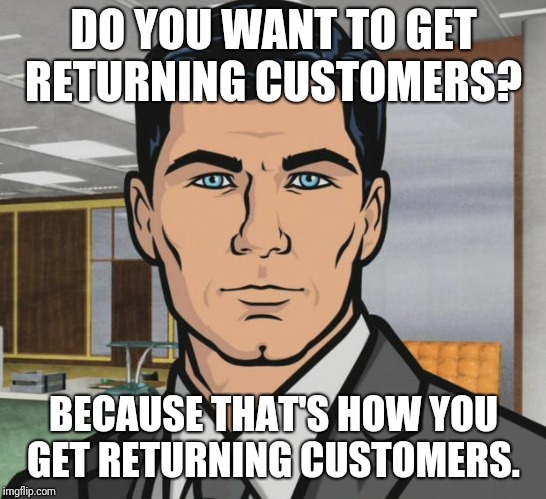 DO YOU WANT TO GET
RETURNING CUSTOMERS?
BECAUSE THAT'S HOW YOU
GET RETURNING CUSTOMERS.
imgflip.com